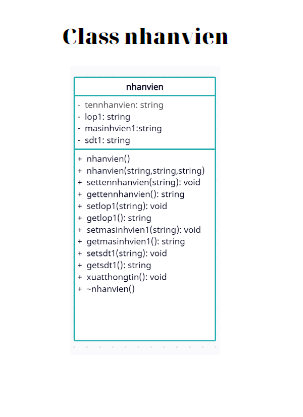 Class nhanvien
nhanvien
- tennhanvien: string
- lop1: string
- masinhvien1:string
- sdt1: string
+ nhanvien()
+ nhanvien(string,string,string)
+ settennhanvien(string): void
+ gettennhanvien(): string
+ setlop1(string): void
+ getlop1(): string
+ setmasinhvien1(string): void
+ getmasinhvien1(): string
+ setsdt1(string): void
+ getsdt1(): string
+ xuatthongtin(): void
+ ~nhanvien()